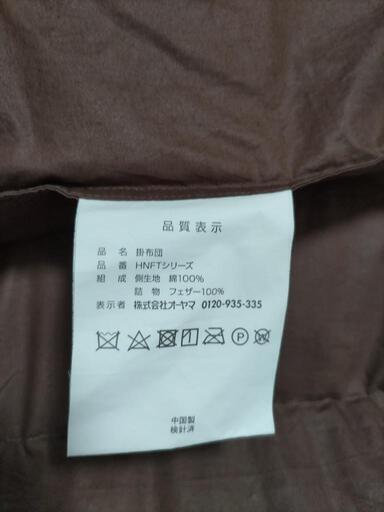 品質表示
品 名 掛布団
品 番 HNFTシリーズ
組 成 側生地 綿100%
詰 物 フェザー100%
表示者 株式会社オーヤマ 0120-935-335
P W
中国製
検針済